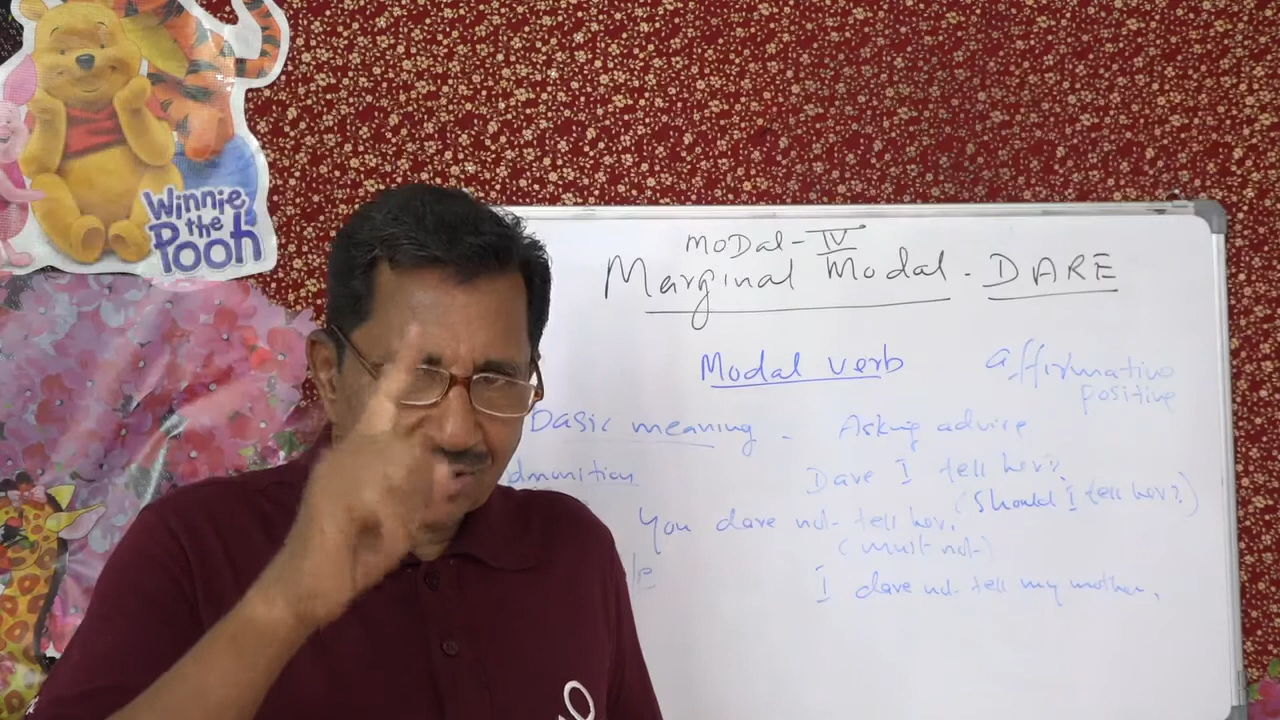 Winnie
the
Pooh
MoDal - IV
Marginal Modal - DARE
Modal verb
affirmative
positive
Basic meaning - Asking advice
dmunition
Dare I tell her?
(Should I tell her?)
You dare not tell her.
(must not)
I dare not tell my mother.